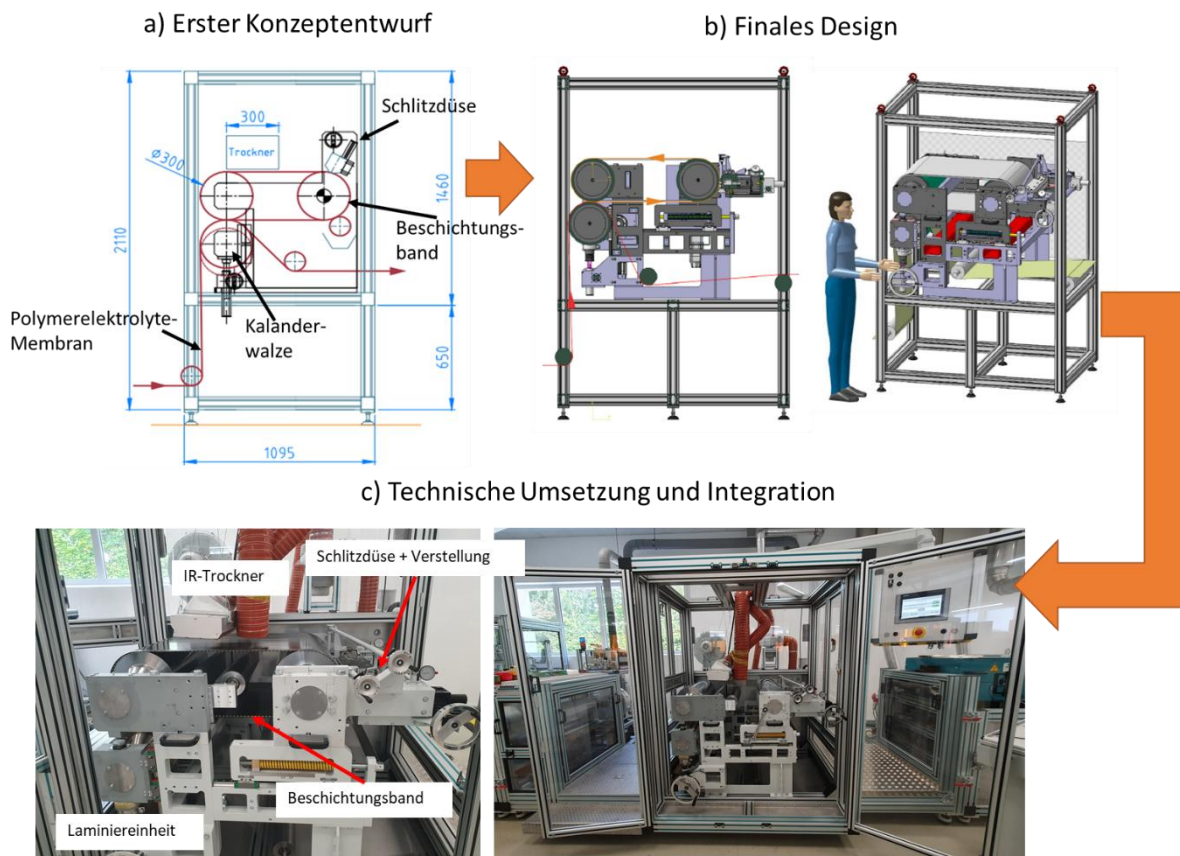 a) Erster Konzeptentwurf
b) Finales Design
Schlitzdüse
300
Trockner
Ø300
1460
Beschichtungs-
band
2110
Polymerelektrolyte-
Membran
Kalander-
walze
650
1095
c) Technische Umsetzung und Integration
Schlitzdüse + Verstellung
IR-Trockner
Beschichtungsband
Laminiereinheit